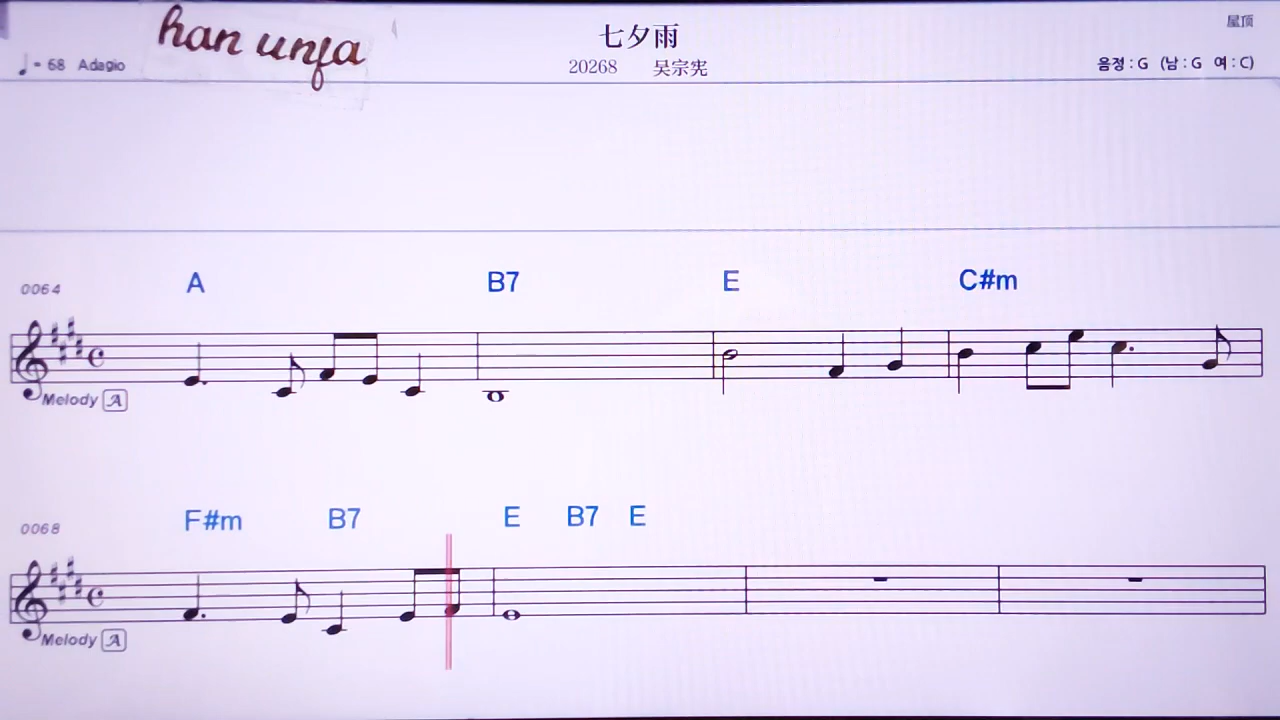 han unfa
七夕雨
屋顶
♩= 68 Adagio
20268 吴宗宪
음정 : G (남 : G 여 : C)
0064 A B7 E C#m
Melody A
0068 F#m B7 E B7 E
Melody A